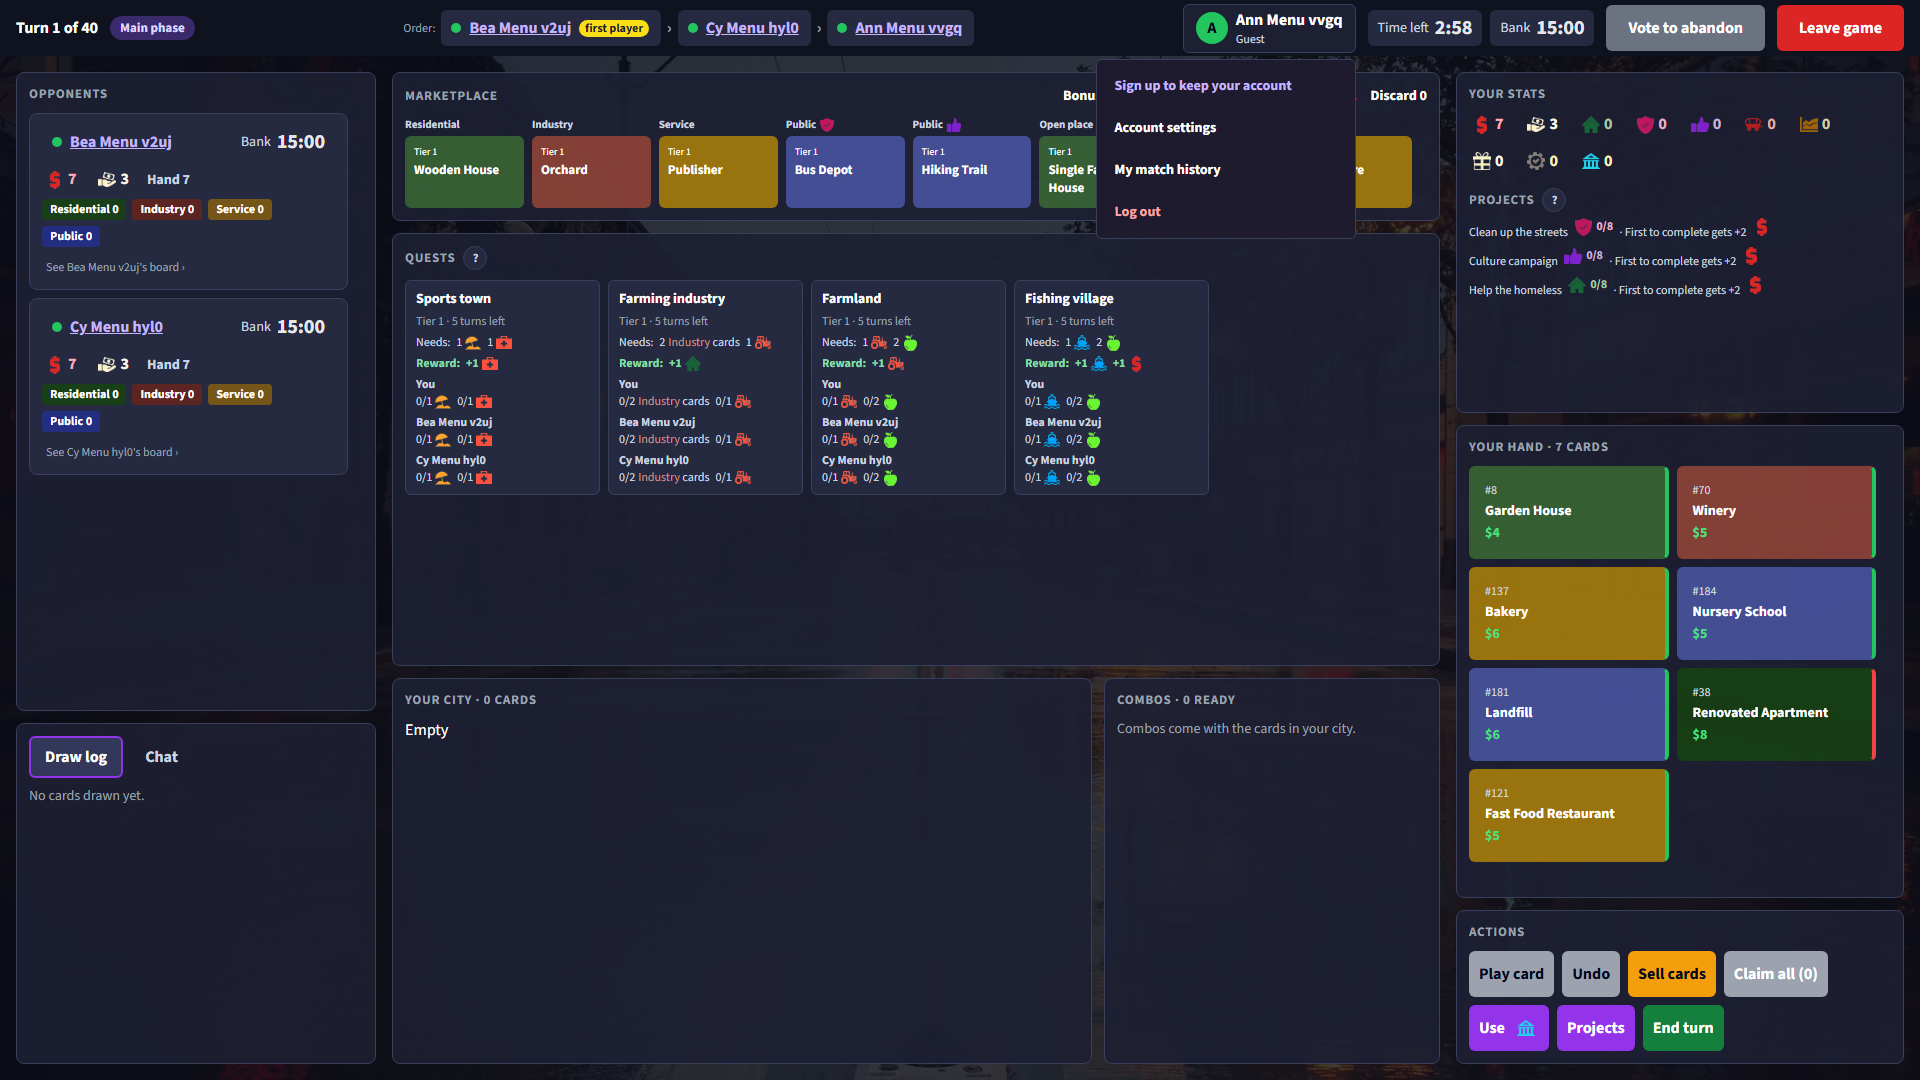 Turn 1 of 40 Main phase
Order: Bea Menu v2uj first player › Cy Menu hyl0 › Ann Menu vvgq
A Ann Menu vvgq
Guest
Time left 2:58
Bank 15:00
Vote to abandon
Leave game
Sign up to keep your account
Account settings
My match history
Log out
OPPONENTS
Bea Menu v2uj Bank 15:00
7 3 Hand 7
Residential 0 Industry 0 Service 0
Public 0
See Bea Menu v2uj's board ›
Cy Menu hyl0 Bank 15:00
7 3 Hand 7
Residential 0 Industry 0 Service 0
Public 0
See Cy Menu hyl0's board ›
Draw log Chat
No cards drawn yet.
MARKETPLACE Bonu Discard 0
Residential
Tier 1
Wooden House
Industry
Tier 1
Orchard
Service
Tier 1
Publisher
Public
Tier 1
Bus Depot
Public
Tier 1
Hiking Trail
Open place
Tier 1
Single Fa
House
re
QUESTS ?
Sports town
Tier 1 · 5 turns left
Needs: 1 1
Reward: +1
You
0/1 0/1
Bea Menu v2uj
0/1 0/1
Cy Menu hyl0
0/1 0/1
Farming industry
Tier 1 · 5 turns left
Needs: 2 Industry cards 1
Reward: +1
You
0/2 Industry cards 0/1
Bea Menu v2uj
0/2 Industry cards 0/1
Cy Menu hyl0
0/2 Industry cards 0/1
Farmland
Tier 1 · 5 turns left
Needs: 1 2
Reward: +1
You
0/1 0/2
Bea Menu v2uj
0/1 0/2
Cy Menu hyl0
0/1 0/2
Fishing village
Tier 1 · 5 turns left
Needs: 1 2
Reward: +1 +1
You
0/1 0/2
Bea Menu v2uj
0/1 0/2
Cy Menu hyl0
0/1 0/2
YOUR CITY · 0 CARDS
Empty
COMBOS · 0 READY
Combos come with the cards in your city.
YOUR STATS
7 3 0 0 0 0 0
0 0 0
PROJECTS ?
Clean up the streets 0/8 · First to complete gets +2
Culture campaign 0/8 · First to complete gets +2
Help the homeless 0/8 · First to complete gets +2
YOUR HAND · 7 CARDS
#8
Garden House
$4
#70
Winery
$5
#137
Bakery
$6
#184
Nursery School
$5
#181
Landfill
$6
#38
Renovated Apartment
$8
#121
Fast Food Restaurant
$5
ACTIONS
Play card Undo Sell cards Claim all (0)
Use Projects End turn